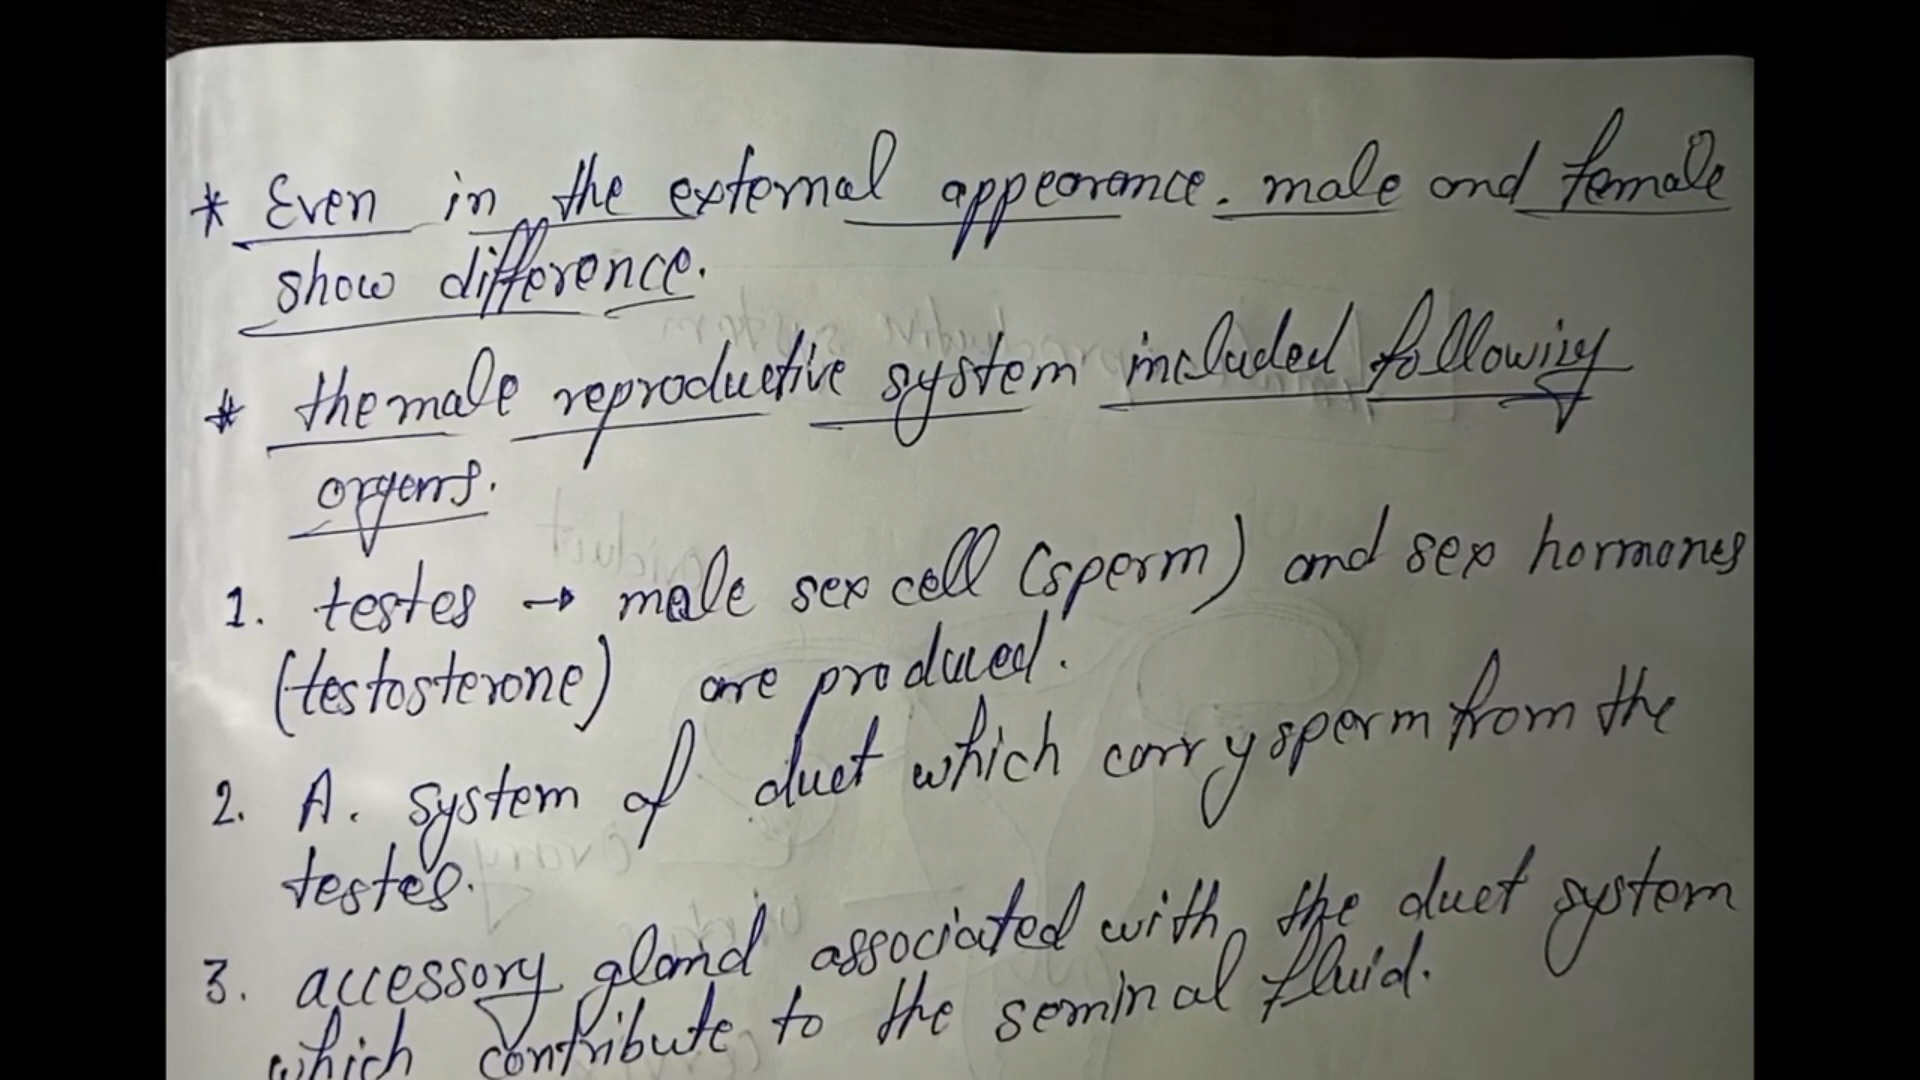 * Even in the external appearance. male and female
show difference.
* the male reproductive system included following
organs.
1. testes → male sex cell (sperm) and sex hormones
(testosterone) are produced.
2. A. system of duct which carry sperm from the
testes.
3. accessory gland associated with the duct system
which contribute to the seminal fluid.